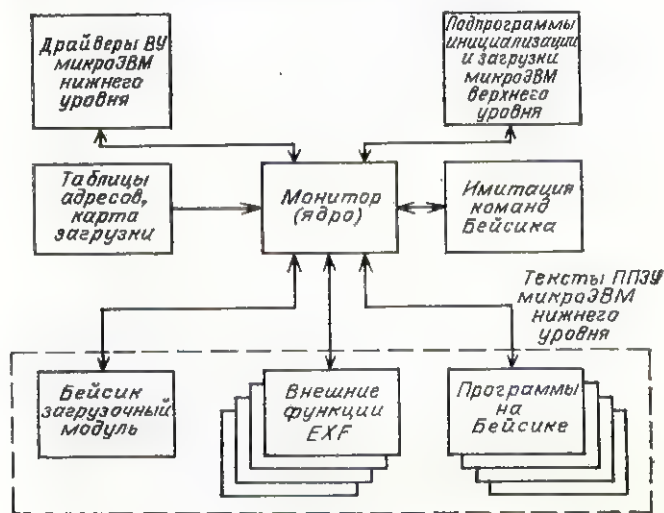 Драйверы ВУ
микроЭВМ
нижнего
уровня
Подпрограммы
инициализации
и загрузки
микроЭВМ
верхнего
уровня
Таблицы
адресов,
карта
загрузки
Монитор
(ядро)
Имитация
команд
Бейсика
Тексты ППЗУ
микроЭВМ
нижнего
уровня
Бейсик
загрузочный
модуль
Внешние
функции
EXF
Программы
на
Бейсике